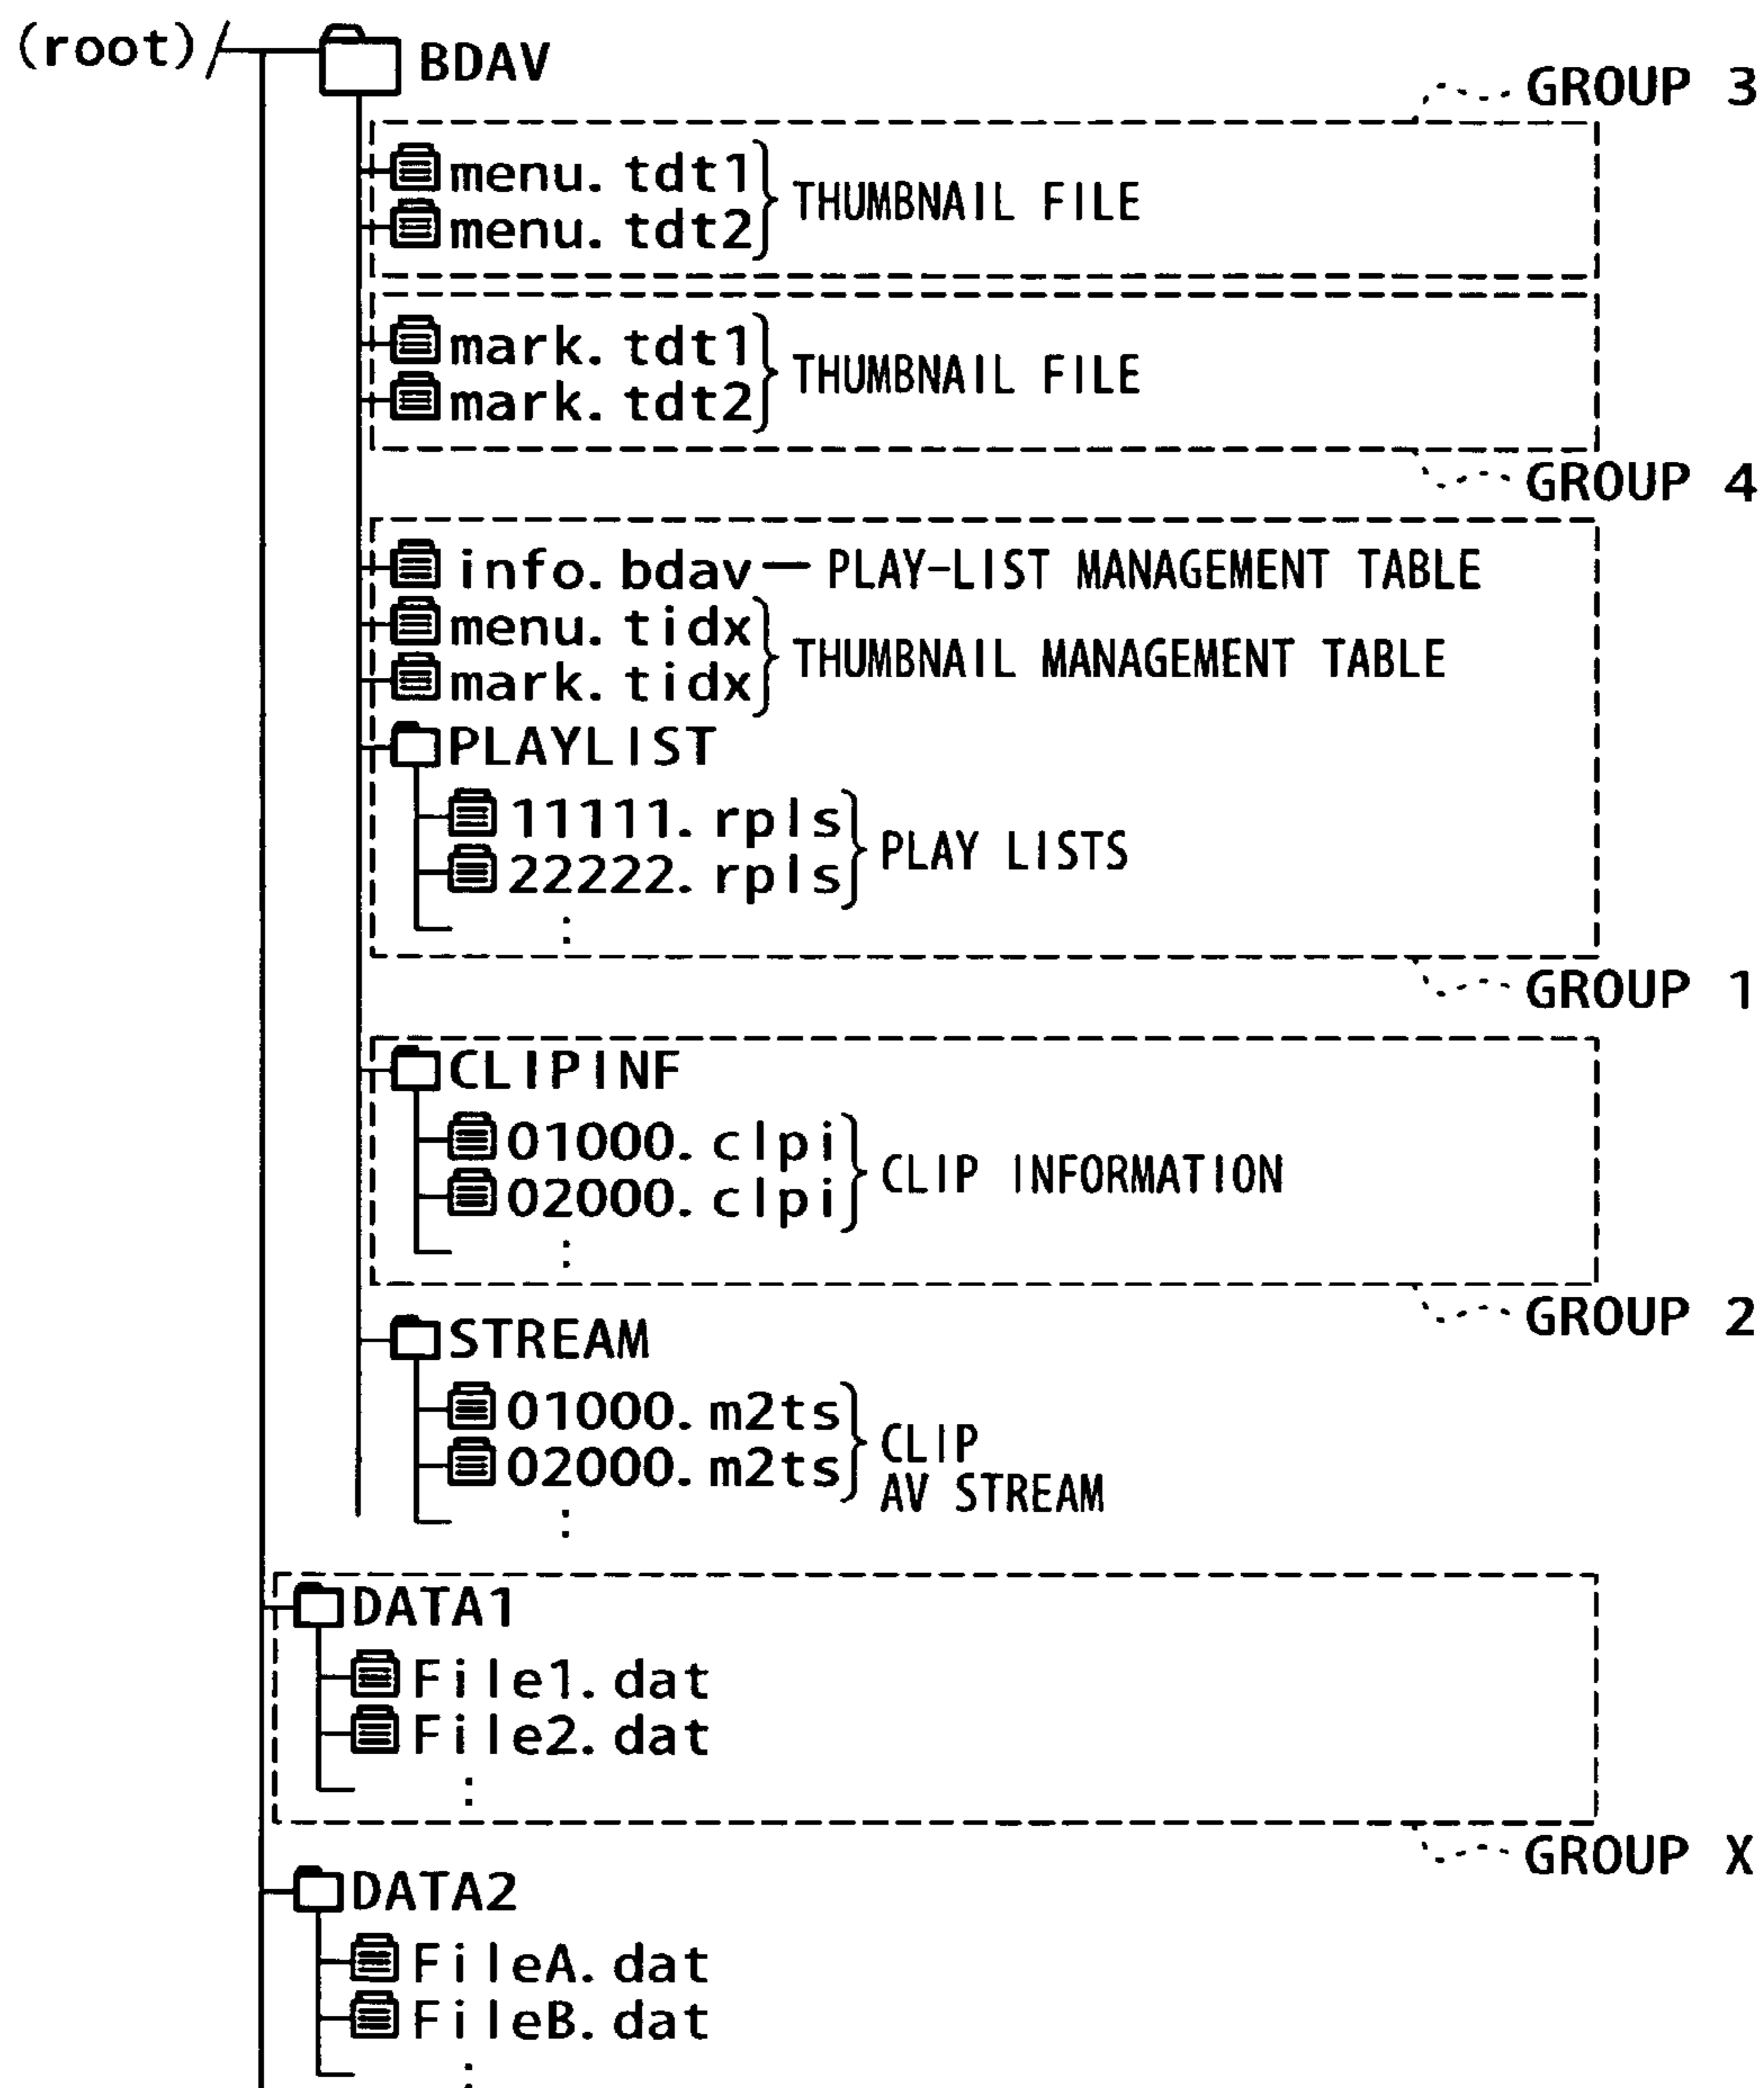 (root)/ BDAV
GROUP 3
menu.tdt1
menu.tdt2
THUMBNAIL FILE
mark.tdt1
mark.tdt2
THUMBNAIL FILE
GROUP 4
info.bdav — PLAY-LIST MANAGEMENT TABLE
menu.tidx
mark.tidx
THUMBNAIL MANAGEMENT TABLE
PLAYLIST
11111.rpls
22222.rpls
PLAY LISTS
:
GROUP 1
CLIPINF
01000.clpi
02000.clpi
CLIP INFORMATION
:
GROUP 2
STREAM
01000.m2ts
02000.m2ts
CLIP
AV STREAM
:
DATA1
File1.dat
File2.dat
:
GROUP X
DATA2
FileA.dat
FileB.dat
: